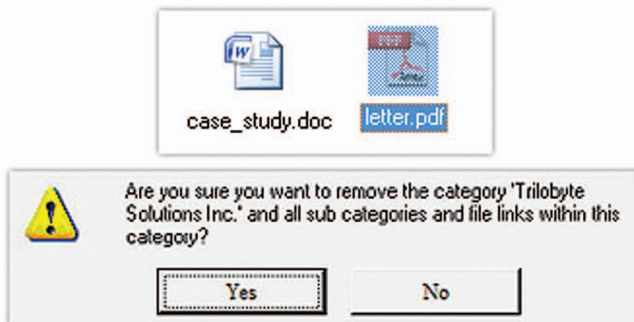 case_study.doc
letter.pdf
Are you sure you want to remove the category 'Trilobyte
Solutions Inc.' and all sub categories and file links within this
category?
Yes
No